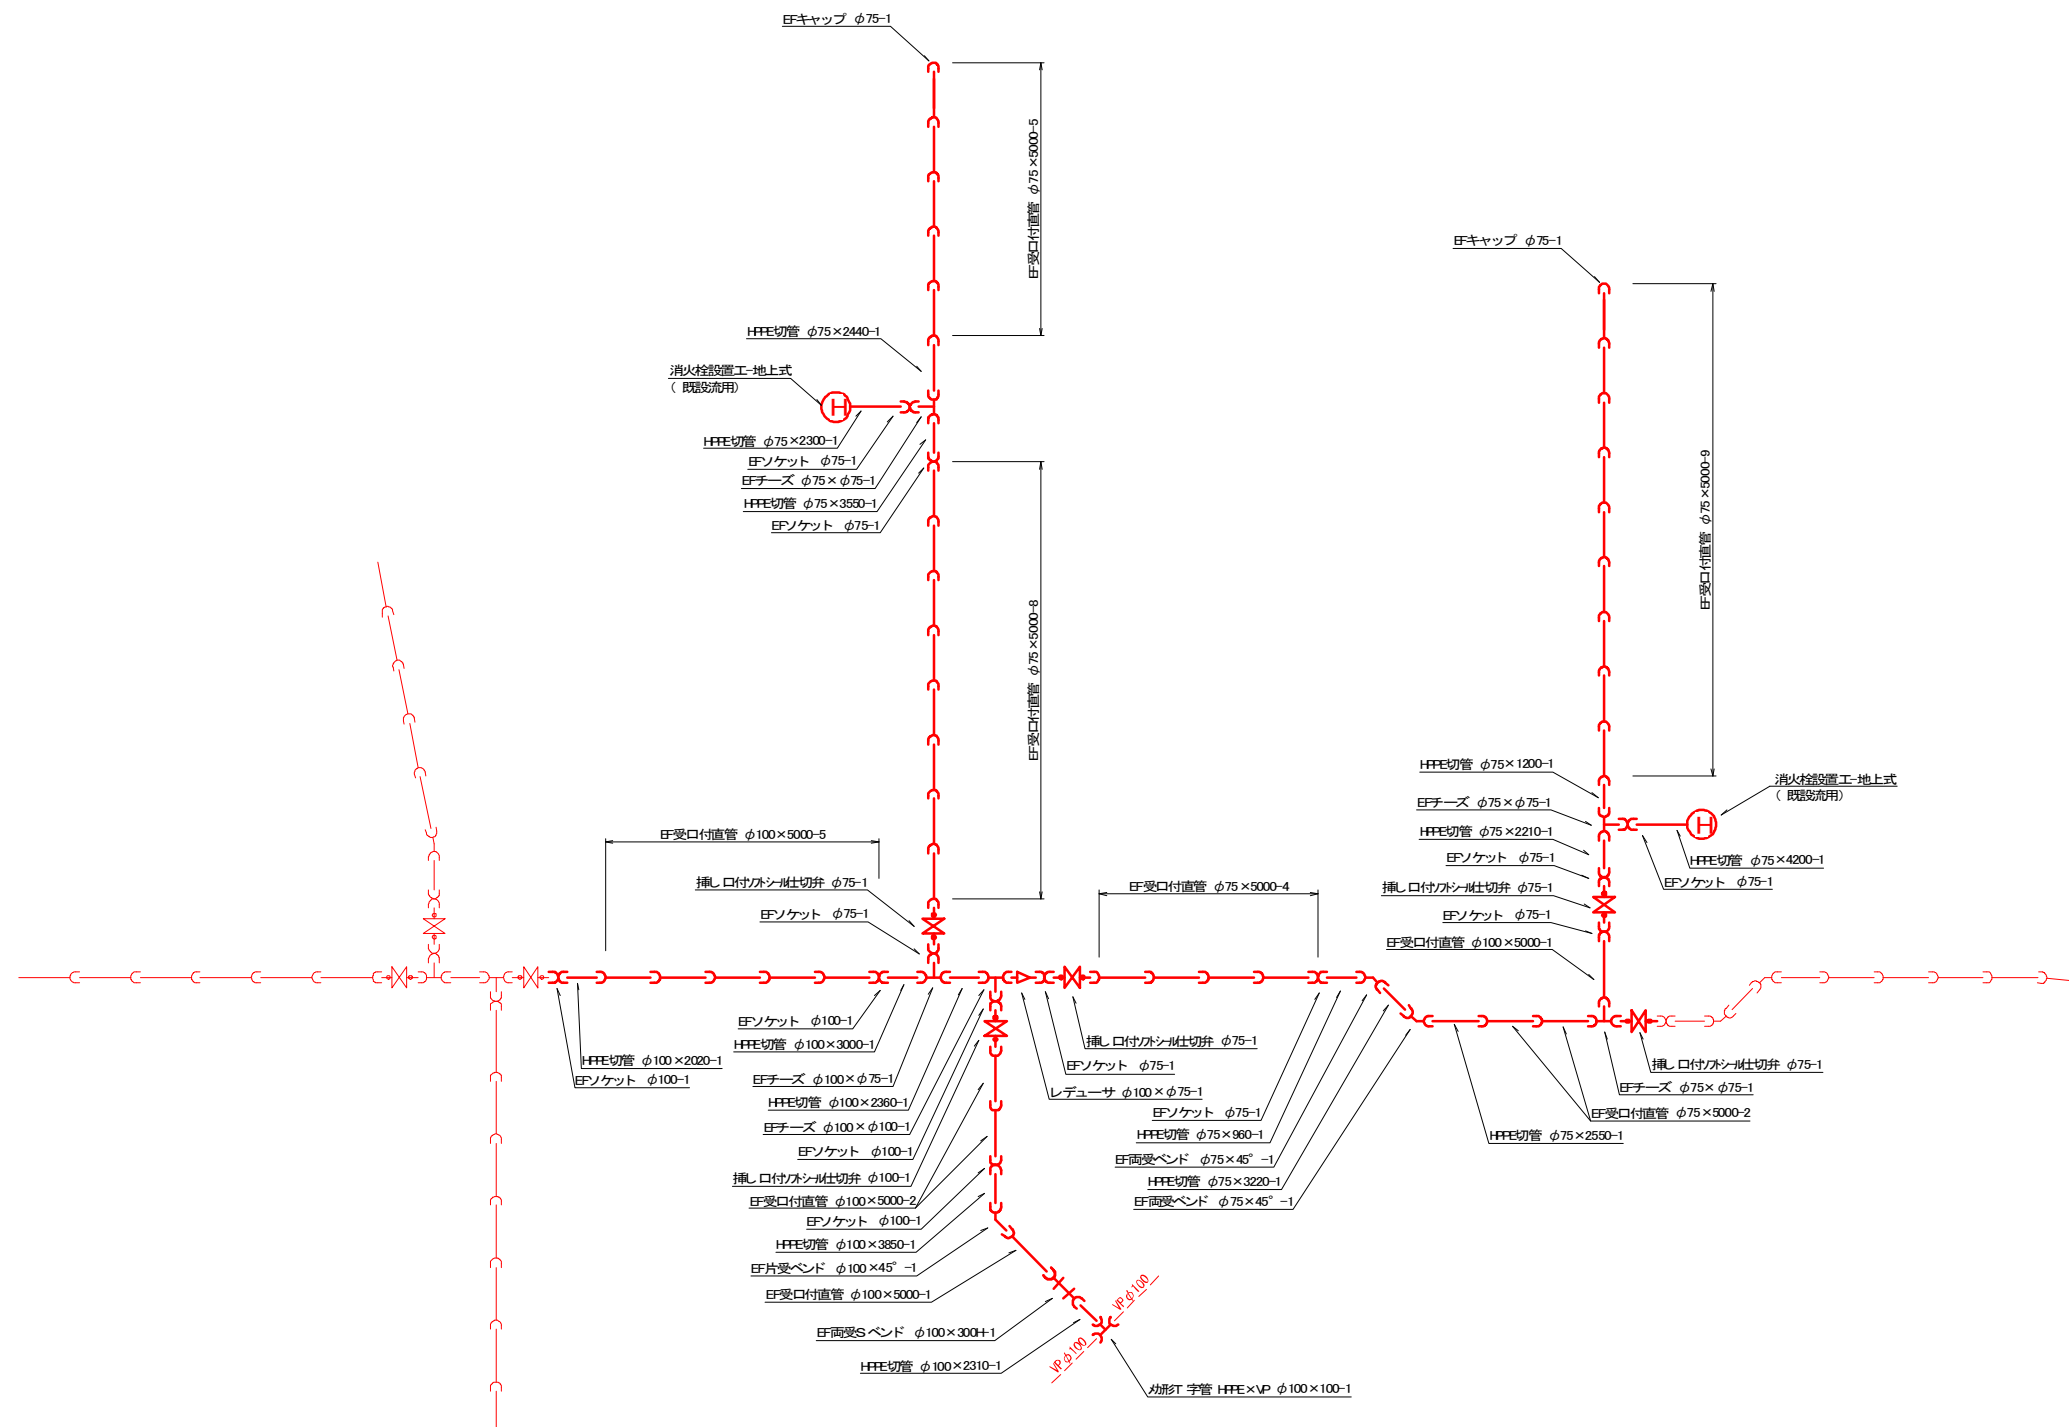 EFキャップ φ75-1
EF受口付直管 φ75×5000-5
HPPE切管 φ75×2440-1
消火栓設置工-地上式
（ 既設流用）
HPPE切管 φ75×2300-1
EFソケット φ75-1
EFチーズ φ75×φ75-1
HPPE切管 φ75×3550-1
EFソケット φ75-1
EF受口付直管 φ75×5000-8
EF受口付直管 φ100×5000-5
挿し口付ソフトシール仕切弁 φ75-1
EFソケット φ75-1
EFキャップ φ75-1
EF受口付直管 φ75×5000-9
HPPE切管 φ75×1200-1
消火栓設置工-地上式
（ 既設流用）
EFチーズ φ75×φ75-1
HPPE切管 φ75×2210-1
EFソケット φ75-1
HPPE切管 φ75×4200-1
EFソケット φ75-1
挿し口付ソフトシール仕切弁 φ75-1
EFソケット φ75-1
EF受口付直管 φ100×5000-1
EF受口付直管 φ75×5000-4
EFソケット φ100-1
HPPE切管 φ100×3000-1
HPPE切管 φ100×2020-1
EFソケット φ100-1
EFチーズ φ100×φ75-1
HPPE切管 φ100×2360-1
EFチーズ φ100×φ100-1
EFソケット φ100-1
挿し口付ソフトシール仕切弁 φ100-1
EF受口付直管 φ100×5000-2
EFソケット φ100-1
HPPE切管 φ100×3850-1
EF片受ベンド φ100×45°-1
EF受口付直管 φ100×5000-1
EF両受Sベンド φ100×300H-1
HPPE切管 φ100×2310-1
挿し口付ソフトシール仕切弁 φ75-1
EFソケット φ75-1
レデューサ φ100×φ75-1
EFソケット φ75-1
HPPE切管 φ75×960-1
EF両受ベンド φ75×45°-1
HPPE切管 φ75×3220-1
EF両受ベンド φ75×45°-1
挿し口付ソフトシール仕切弁 φ75-1
EFチーズ φ75×φ75-1
EF受口付直管 φ75×5000-2
HPPE切管 φ75×2550-1
VPφ100
VPφ100
メカ形T字管 HPPE×VP φ100×100-1
H
H